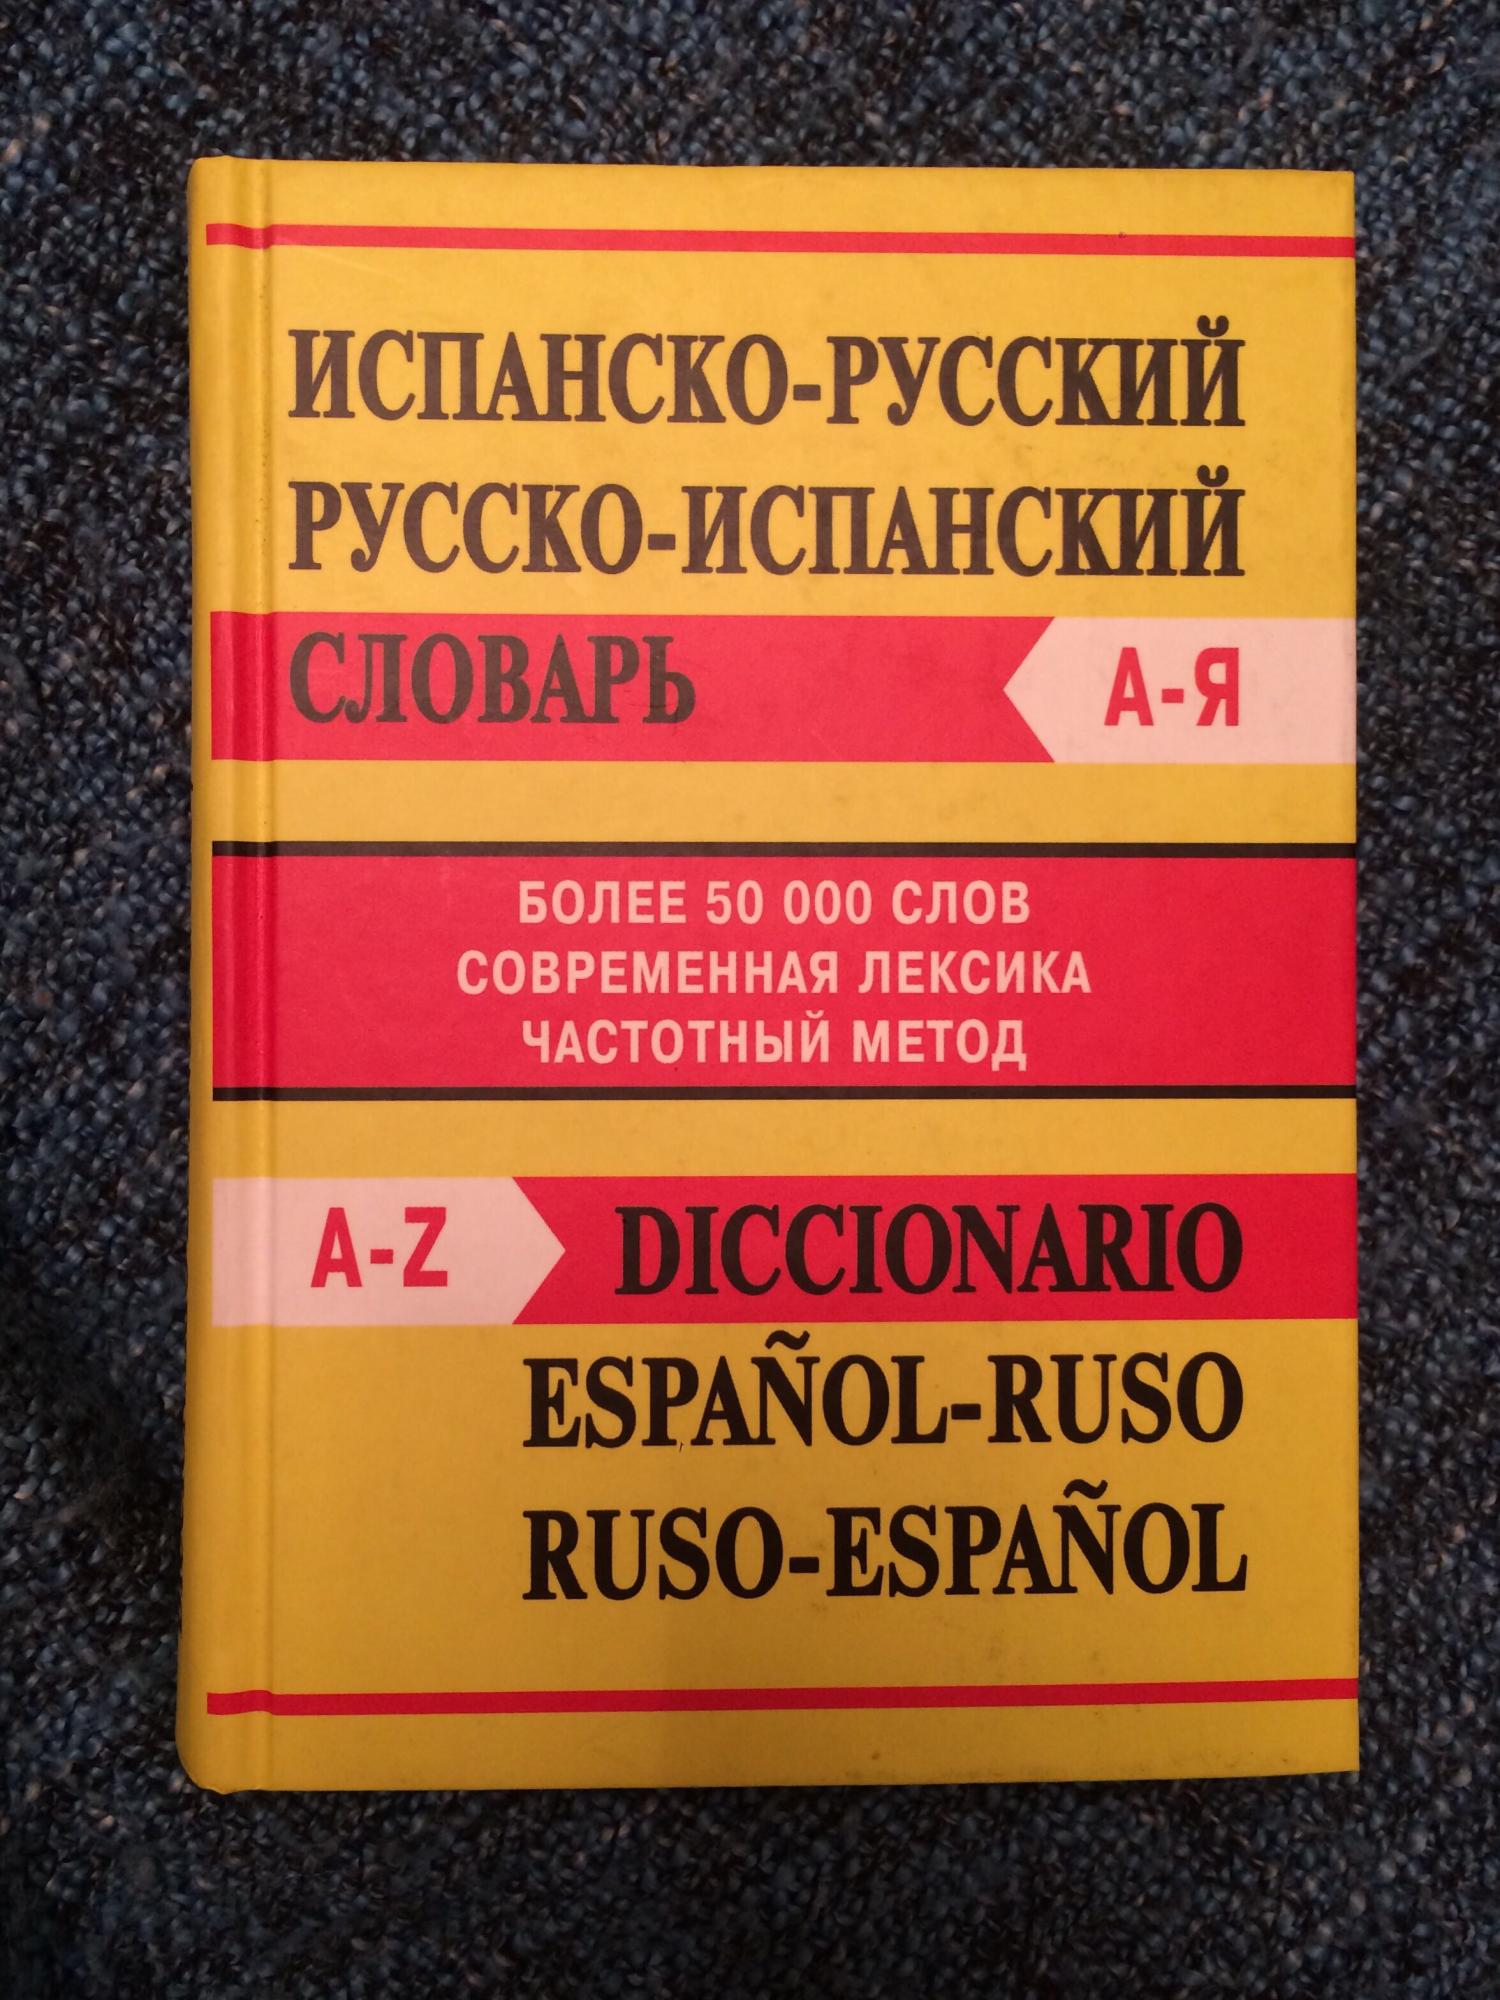 ИСПАНСКО-РУССКИЙ
РУССКО-ИСПАНСКИЙ
СЛОВАРЬ
А-Я
БОЛЕЕ 50 000 СЛОВ
СОВРЕМЕННАЯ ЛЕКСИКА
ЧАСТОТНЫЙ МЕТОД
A-Z
DICCIONARIO
ESPAÑOL-RUSO
RUSO-ESPAÑOL